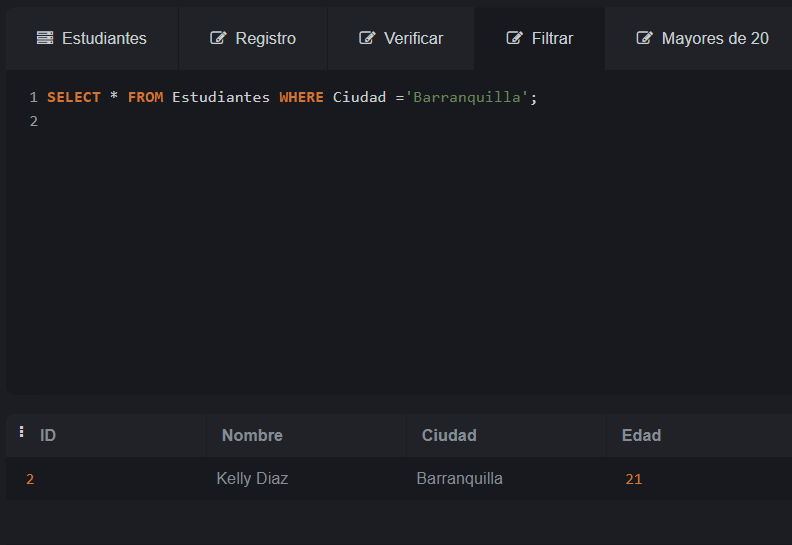 Estudiantes Registro Verificar Filtrar Mayores de 20
1 SELECT * FROM Estudiantes WHERE Ciudad ='Barranquilla';
2
ID Nombre Ciudad Edad
2 Kelly Diaz Barranquilla 21